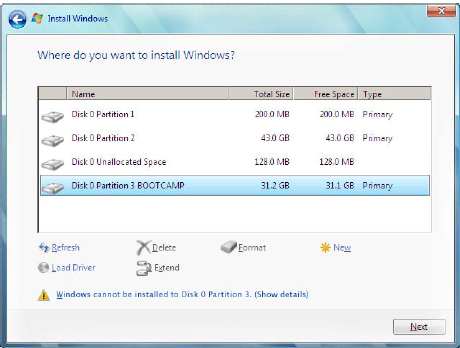 Install Windows
Where do you want to install Windows?
Name Total Size Free Space Type
Disk 0 Partition 1 200.0 MB 200.0 MB Primary
Disk 0 Partition 2 43.0 GB 43.0 GB Primary
Disk 0 Unallocated Space 128.0 MB 128.0 MB
Disk 0 Partition 3 BOOTCAMP 31.2 GB 31.1 GB Primary
Refresh Delete Format New
Load Driver Extend
Windows cannot be installed to Disk 0 Partition 3. (Show details)
Next